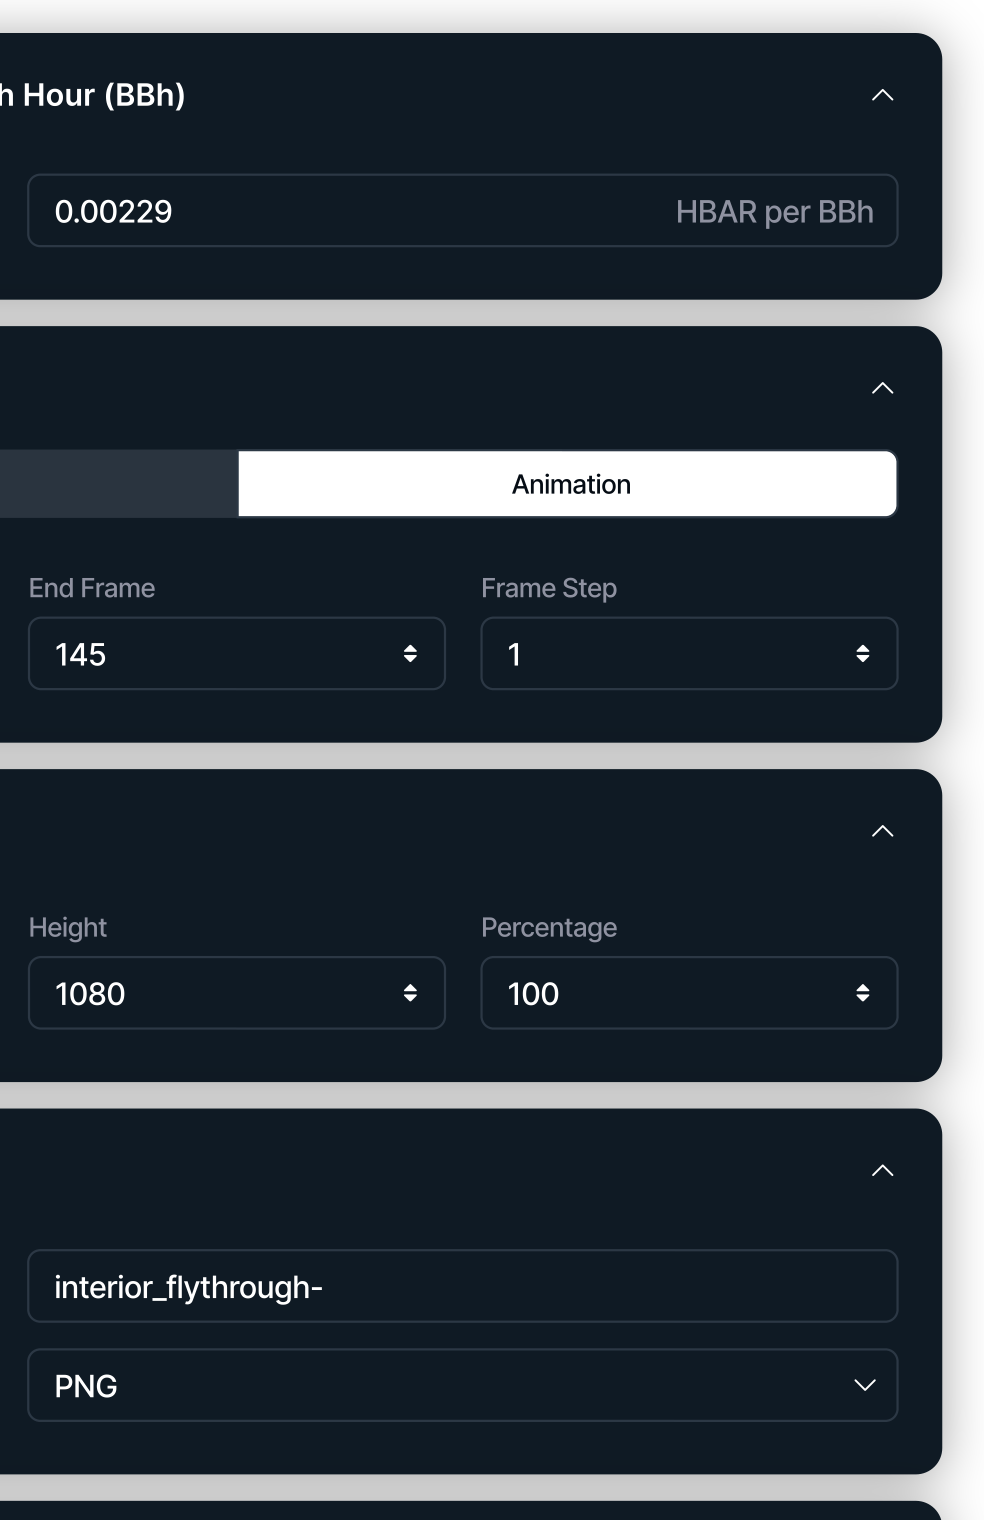 h Hour (BBh)
0.00229 HBAR per BBh
Animation
End Frame Frame Step
145 1
Height Percentage
1080 100
interior_flythrough-
PNG